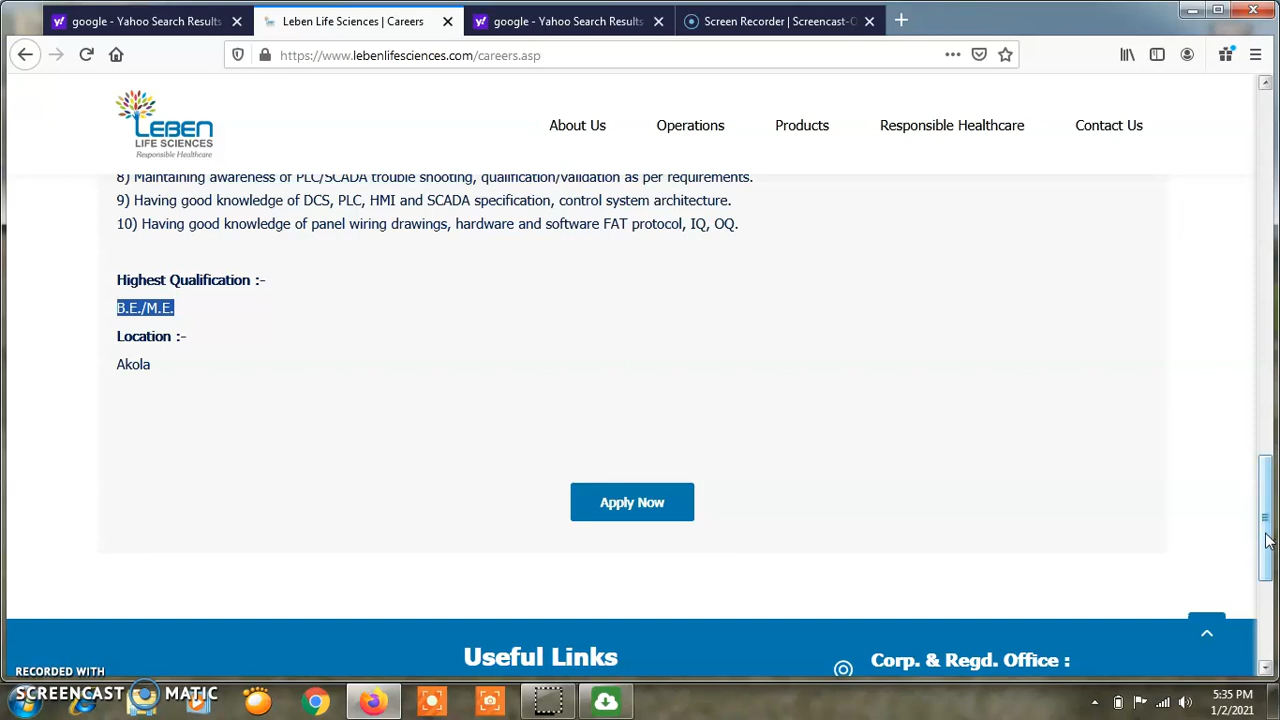 google - Yahoo Search Results
Leben Life Sciences | Careers
google - Yahoo Search Results
Screen Recorder | Screencast-O
https://www.lebenlifesciences.com/careers.asp
LEBEN
LIFE SCIENCES
Responsible Healthcare
About Us
Operations
Products
Responsible Healthcare
Contact Us
8) Maintaining awareness of PLC/SCADA trouble shooting, qualification/validation as per requirements.
9) Having good knowledge of DCS, PLC, HMI and SCADA specification, control system architecture.
10) Having good knowledge of panel wiring drawings, hardware and software FAT protocol, IQ, OQ.
Highest Qualification :-
B.E./M.E.
Location :-
Akola
Apply Now
Useful Links
Corp. & Regd. Office :
RECORDED WITH
SCREENCAST MATIC
5:35 PM
1/2/2021